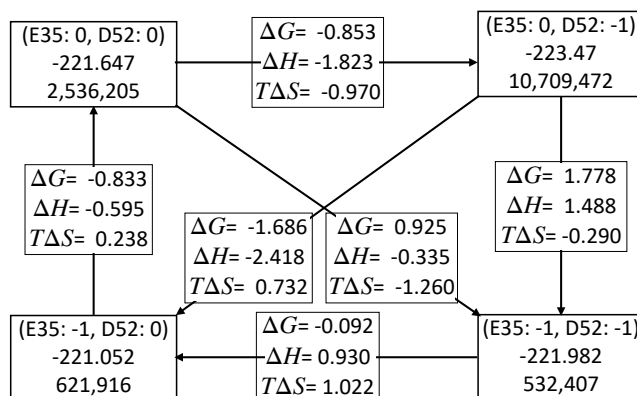 (E35: 0, D52: 0)
-221.647
2,536,205
ΔG= -0.853
ΔH= -1.823
TΔS= -0.970
(E35: 0, D52: -1)
-223.47
10,709,472
ΔG= -0.833
ΔH= -0.595
TΔS= 0.238
ΔG= -1.686
ΔH= -2.418
TΔS= 0.732
ΔG= 0.925
ΔH= -0.335
TΔS= -1.260
ΔG= 1.778
ΔH= 1.488
TΔS= -0.290
(E35: -1, D52: 0)
-221.052
621,916
ΔG= -0.092
ΔH= 0.930
TΔS= 1.022
(E35: -1, D52: -1)
-221.982
532,407